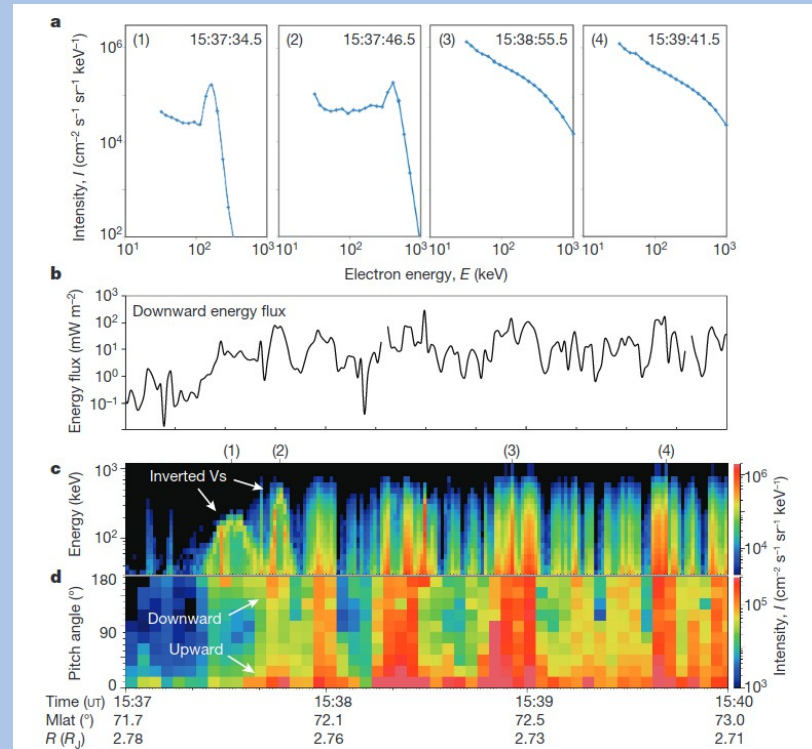 a
(1) 15:37:34.5
(2) 15:37:46.5
(3) 15:38:55.5
(4) 15:39:41.5
Intensity, I (cm⁻² s⁻¹ sr⁻¹ keV⁻¹)
10⁶
10⁴
10²
10¹ 10² 10³ 10¹ 10² 10³ 10¹ 10² 10³ 10¹ 10² 10³
Electron energy, E (keV)
b
Downward energy flux
Energy flux (mW m⁻²)
10³
10²
10¹
10⁰
10⁻¹
(1) (2) (3) (4)
c
Inverted Vs
Energy (keV)
10³
10²
d
Downward
Upward
Pitch angle (°)
180
90
0
10⁶
10⁴
10⁵
10³
Intensity, I (cm⁻² s⁻¹ sr⁻¹ keV⁻¹)
Time (UT) 15:37 15:38 15:39 15:40
Mlat (°) 71.7 72.1 72.5 73.0
R (RJ) 2.78 2.76 2.73 2.71